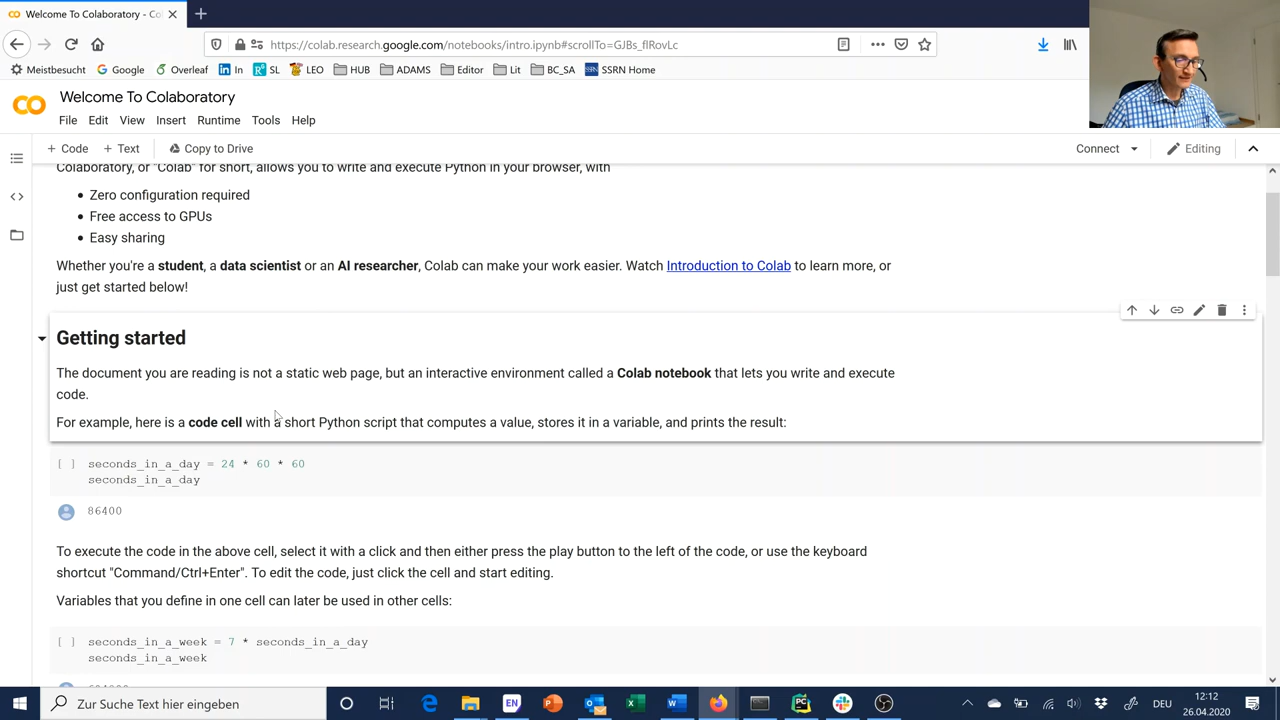 Welcome To Colaboratory - Co
https://colab.research.google.com/notebooks/intro.ipynb#scrollTo=GJBs_flRovLc
Meistbesucht Google Overleaf In SL LEO HUB ADAMS Editor Lit BC_SA SSRN Home
Welcome To Colaboratory
File Edit View Insert Runtime Tools Help
+ Code + Text Copy to Drive Connect Editing
Colaboratory, or "Colab" for short, allows you to write and execute Python in your browser, with
Zero configuration required
Free access to GPUs
Easy sharing
Whether you're a student, a data scientist or an AI researcher, Colab can make your work easier. Watch Introduction to Colab to learn more, or
just get started below!
Getting started
The document you are reading is not a static web page, but an interactive environment called a Colab notebook that lets you write and execute
code.
For example, here is a code cell with a short Python script that computes a value, stores it in a variable, and prints the result:
[ ] seconds_in_a_day = 24 * 60 * 60
seconds_in_a_day
86400
To execute the code in the above cell, select it with a click and then either press the play button to the left of the code, or use the keyboard
shortcut "Command/Ctrl+Enter". To edit the code, just click the cell and start editing.
Variables that you define in one cell can later be used in other cells:
[ ] seconds_in_a_week = 7 * seconds_in_a_day
seconds_in_a_week
Zur Suche Text hier eingeben
EN
DEU
12:12
26.04.2020